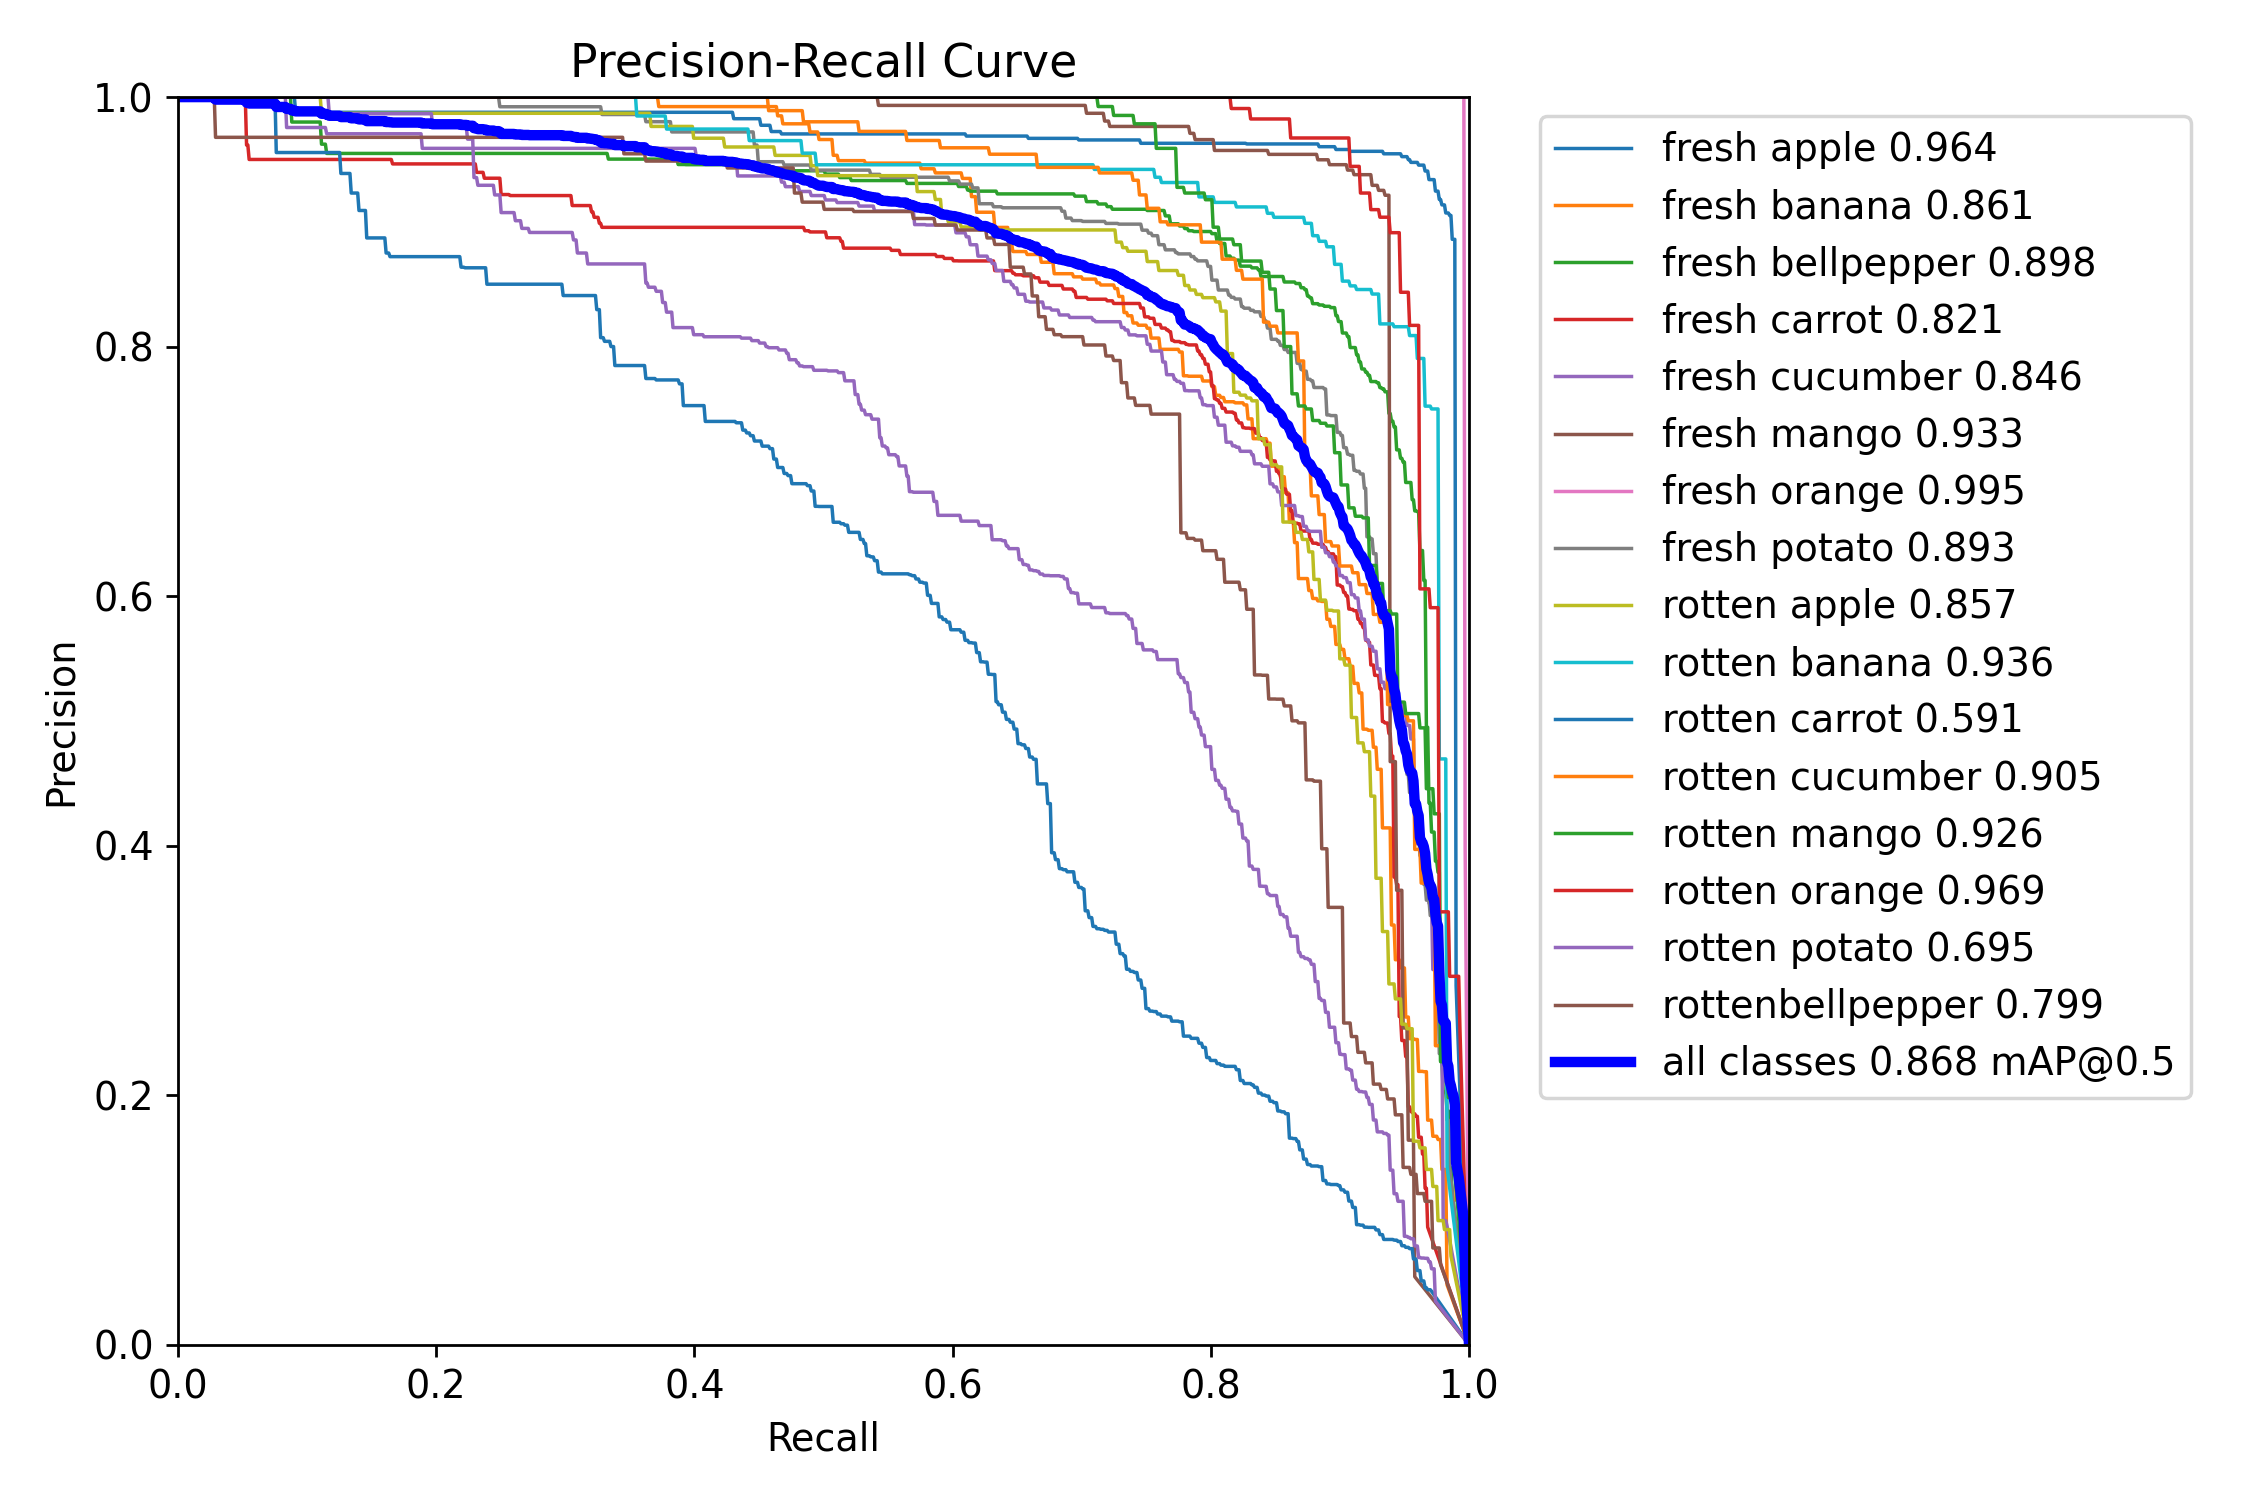 Precision-Recall Curve
1.0
0.8
0.6
0.4
0.2
0.0
Precision
0.0 0.2 0.4 0.6 0.8 1.0
Recall
fresh apple 0.964
fresh banana 0.861
fresh bellpepper 0.898
fresh carrot 0.821
fresh cucumber 0.846
fresh mango 0.933
fresh orange 0.995
fresh potato 0.893
rotten apple 0.857
rotten banana 0.936
rotten carrot 0.591
rotten cucumber 0.905
rotten mango 0.926
rotten orange 0.969
rotten potato 0.695
rottenbellpepper 0.799
all classes 0.868 mAP@0.5